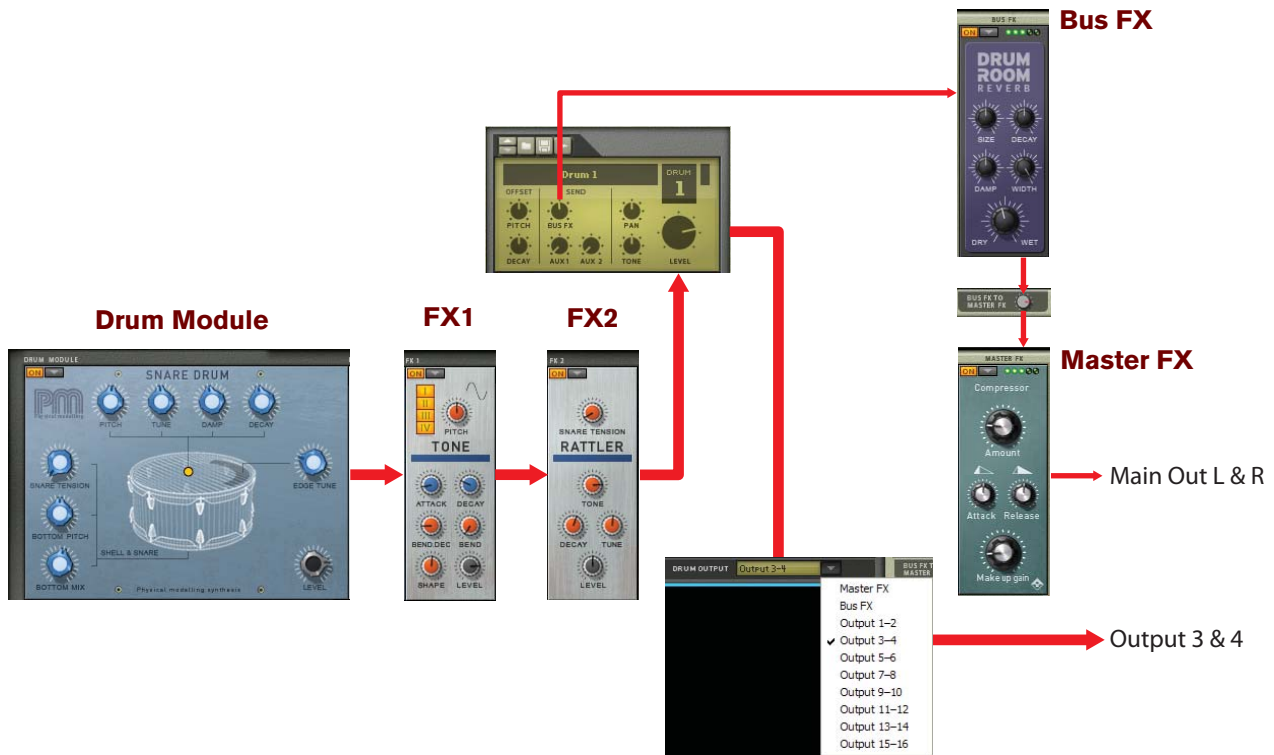 Bus FX
BUS FX
ON
DRUM
ROOM
REVERB
SIZE DECAY
DAMP WIDTH
DRY WET
Drum 1
DRUM
1
OFFSET SEND
PITCH BUS FX PAN
DECAY AUX 1 AUX 2 TONE LEVEL
BUS FX TO
MASTER FX
Drum Module
DRUM MODULE
ON
SNARE DRUM
PM
Physical modelling
PITCH TUNE DAMP DECAY
SNARE TENSION
EDGE TUNE
BOTTOM PITCH
SHELL & SNARE
BOTTOM MIX
LEVEL
Physical modelling synthesis
FX1
FX 1
ON
I
II
III
IV
PITCH
TONE
ATTACK DECAY
BEND DEC BEND
SHAPE LEVEL
FX2
FX 2
ON
SNARE TENSION
RATTLER
TONE
DECAY TUNE
LEVEL
Master FX
MASTER FX
ON
Compressor
Amount
Attack Release
Make up gain
Main Out L & R
DRUM OUTPUT Output 3-4
BUS FX T
MASTER
Master FX
Bus FX
Output 1-2
✓ Output 3-4
Output 5-6
Output 7-8
Output 9-10
Output 11-12
Output 13-14
Output 15-16
Output 3 & 4